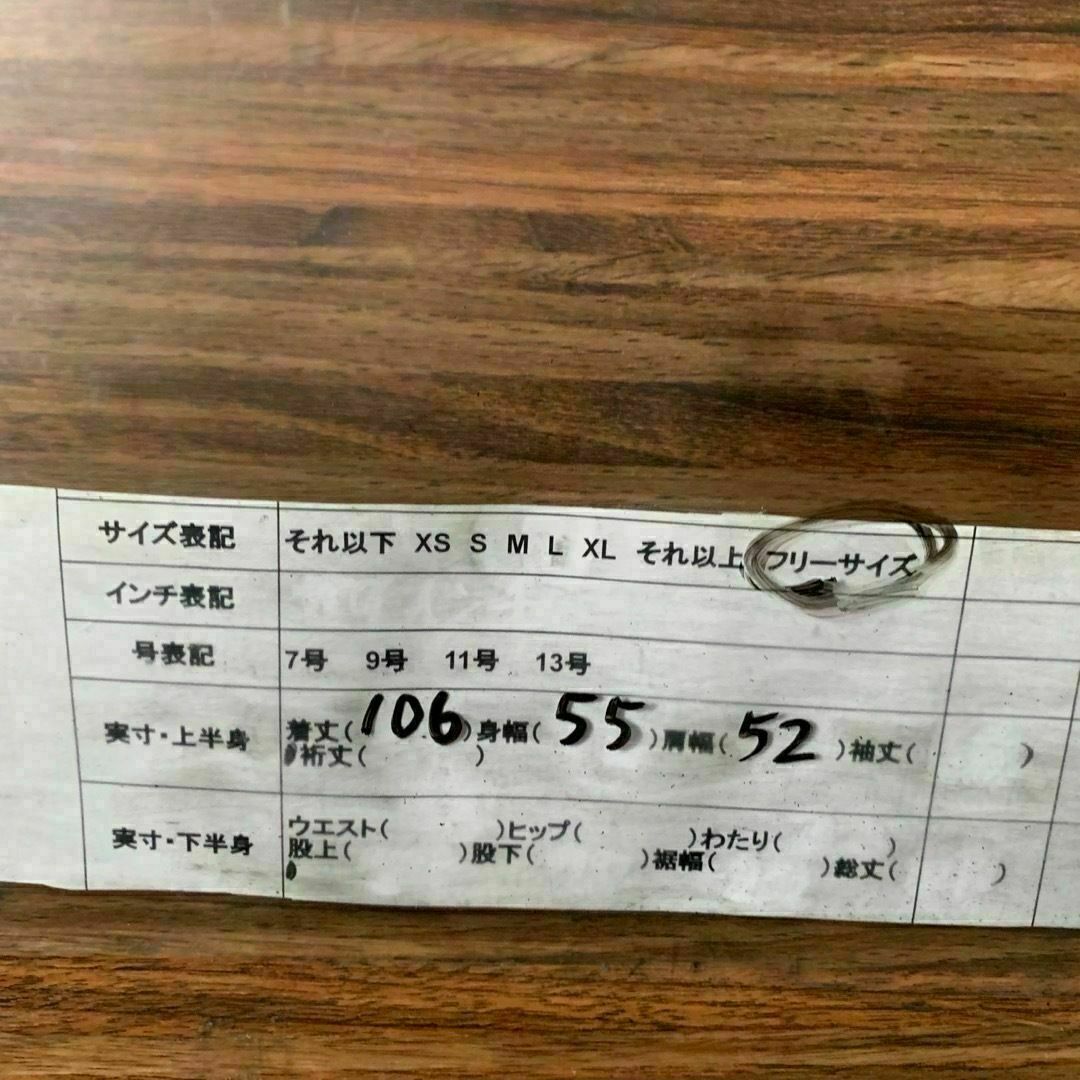 サイズ表記 それ以下 XS S M L XL それ以上 フリーサイズ
インチ表記
号表記 7号 9号 11号 13号
実寸・上半身 着丈(106)身幅(55)肩幅(52)袖丈( )
裄丈( )
実寸・下半身 ウエスト( )ヒップ( )わたり( )
股上( )股下( )裾幅( )総丈( )